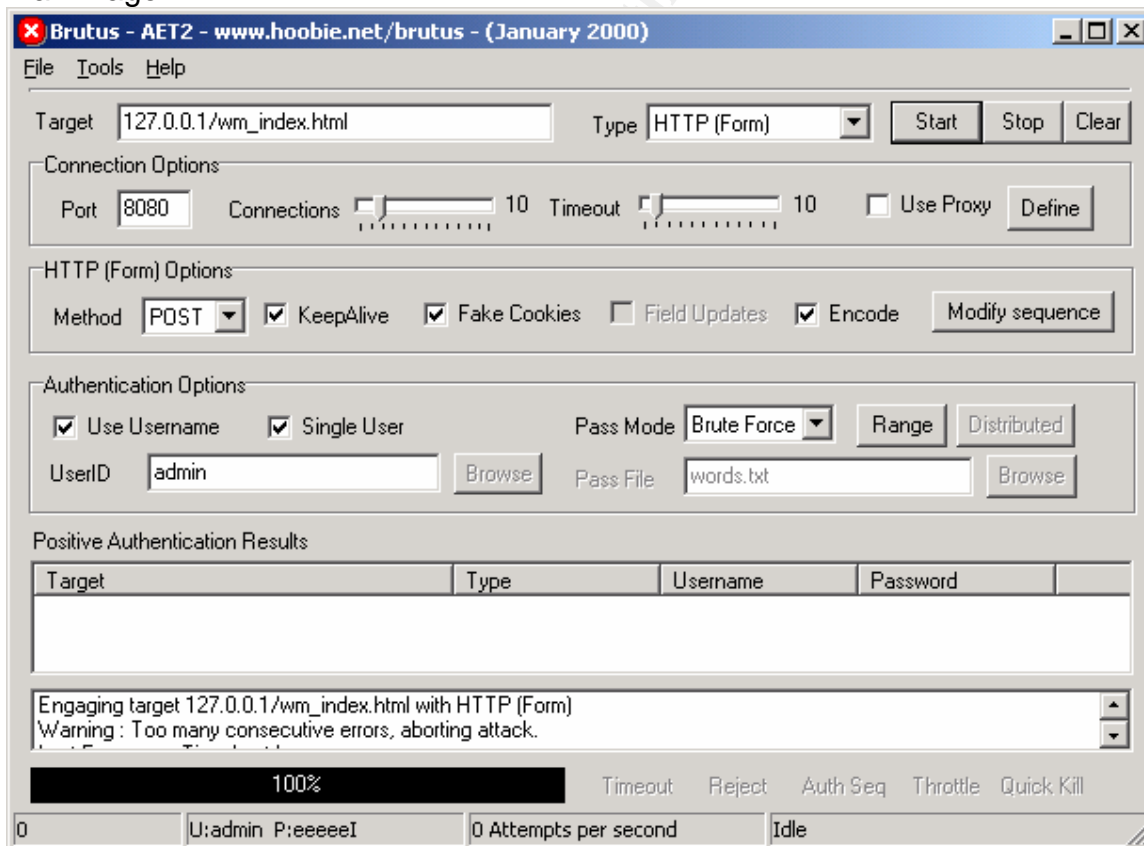 Brutus - AET2 - www.hoobie.net/brutus - (January 2000)
File Tools Help
Target 127.0.0.1/wm_index.html Type HTTP (Form) Start Stop Clear
Connection Options
Port 8080 Connections 10 Timeout 10 Use Proxy Define
HTTP (Form) Options
Method POST KeepAlive Fake Cookies Field Updates Encode Modify sequence
Authentication Options
Use Username Single User Pass Mode Brute Force Range Distributed
UserID admin Browse Pass File words.txt Browse
Positive Authentication Results
Target Type Username Password
Engaging target 127.0.0.1/wm_index.html with HTTP (Form)
Warning : Too many consecutive errors, aborting attack.
100% Timeout Reject Auth Seq Throttle Quick Kill
0 U:admin P:eeeeeI 0 Attempts per second Idle